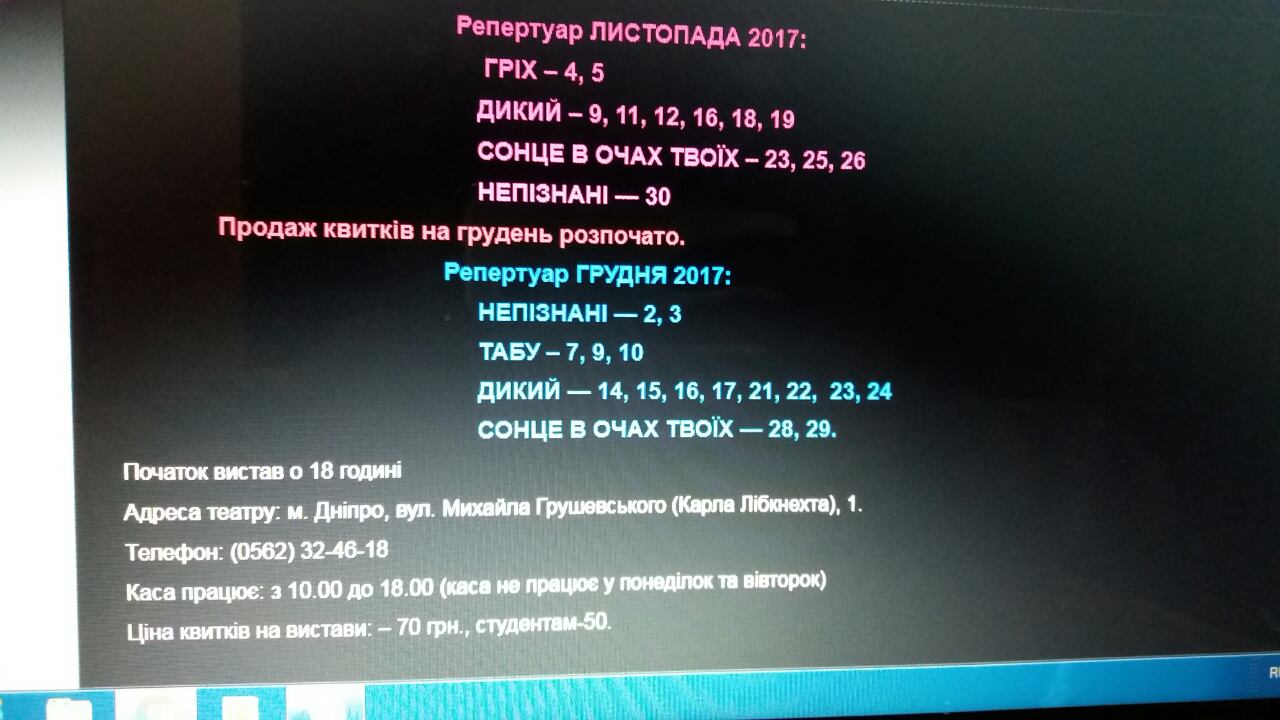 Репертуар ЛИСТОПАДА 2017:
ГРІХ – 4, 5
ДИКИЙ – 9, 11, 12, 16, 18, 19
СОНЦЕ В ОЧАХ ТВОЇХ – 23, 25, 26
НЕПІЗНАНІ — 30
Продаж квитків на грудень розпочато.
Репертуар ГРУДНЯ 2017:
НЕПІЗНАНІ — 2, 3
ТАБУ – 7, 9, 10
ДИКИЙ — 14, 15, 16, 17, 21, 22, 23, 24
СОНЦЕ В ОЧАХ ТВОЇХ — 28, 29.
Початок вистав о 18 годині
Адреса театру: м. Дніпро, вул. Михайла Грушевського (Карла Лібкнехта), 1.
Телефон: (0562) 32-46-18
Каса працює: з 10.00 до 18.00 (каса не працює у понеділок та вівторок)
Ціна квитків на вистави: – 70 грн., студентам-50.